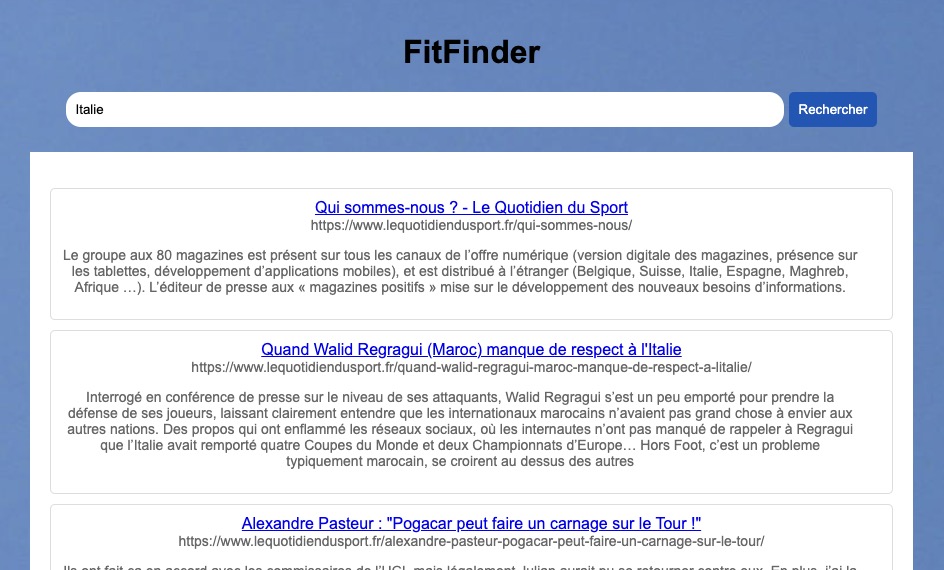 FitFinder
Italie
Rechercher
Qui sommes-nous ? - Le Quotidien du Sport
https://www.lequotidiendusport.fr/qui-sommes-nous/
Le groupe aux 80 magazines est présent sur tous les canaux de l’offre numérique (version digitale des magazines, présence sur
les tablettes, développement d’applications mobiles), et est distribué à l’étranger (Belgique, Suisse, Italie, Espagne, Maghreb,
Afrique …). L’éditeur de presse aux « magazines positifs » mise sur le développement des nouveaux besoins d’informations.
Quand Walid Regragui (Maroc) manque de respect à l'Italie
https://www.lequotidiendusport.fr/quand-walid-regragui-maroc-manque-de-respect-a-litalie/
Interrogé en conférence de presse sur le niveau de ses attaquants, Walid Regragui s’est un peu emporté pour prendre la
défense de ses joueurs, laissant clairement entendre que les internationaux marocains n’avaient pas grand chose à envier aux
autres nations. Des propos qui ont enflammé les réseaux sociaux, où les internautes n’ont pas manqué de rappeler à Regragui
que l’Italie avait remporté quatre Coupes du Monde et deux Championnats d’Europe… Hors Foot, c’est un probleme
typiquement marocain, se croirent au dessus des autres
Alexandre Pasteur : "Pogacar peut faire un carnage sur le Tour !"
https://www.lequotidiendusport.fr/alexandre-pasteur-pogacar-peut-faire-un-carnage-sur-le-tour/